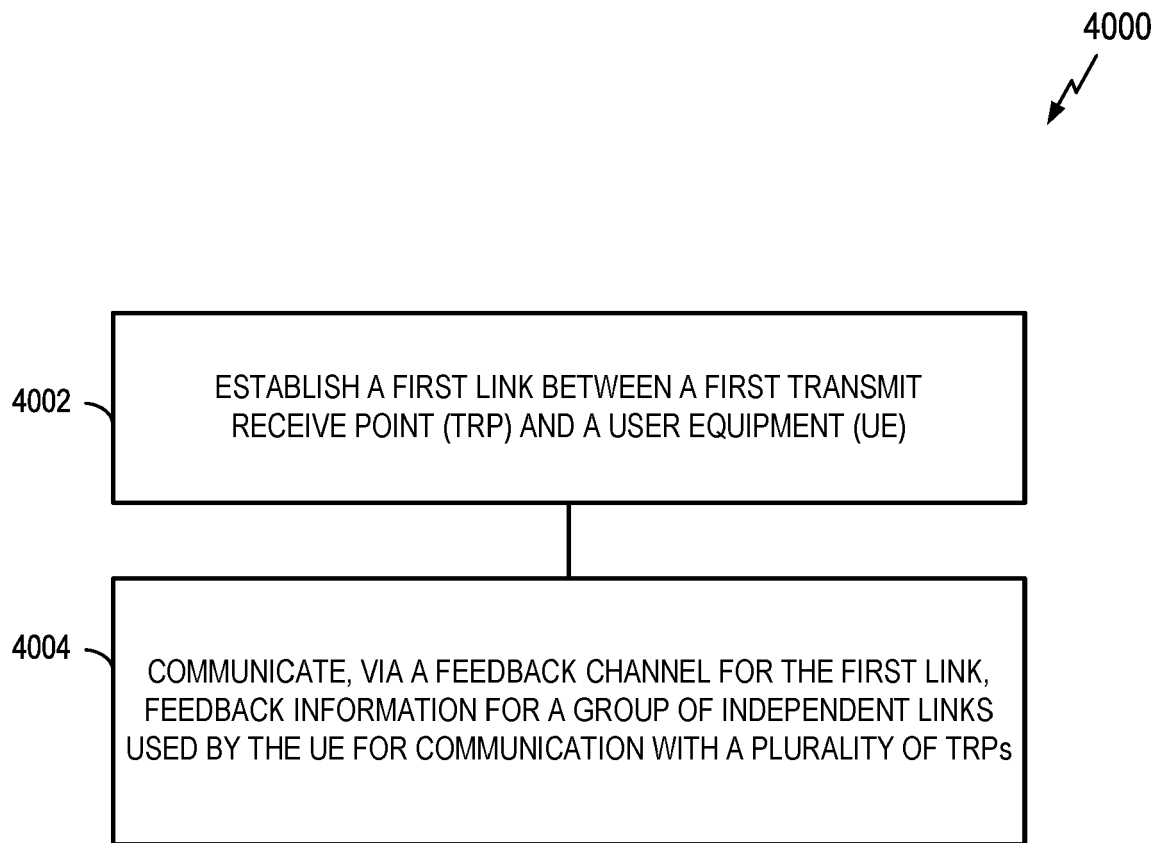 4000
4002
ESTABLISH A FIRST LINK BETWEEN A FIRST TRANSMIT
RECEIVE POINT (TRP) AND A USER EQUIPMENT (UE)
4004
COMMUNICATE, VIA A FEEDBACK CHANNEL FOR THE FIRST LINK,
FEEDBACK INFORMATION FOR A GROUP OF INDEPENDENT LINKS
USED BY THE UE FOR COMMUNICATION WITH A PLURALITY OF TRPs